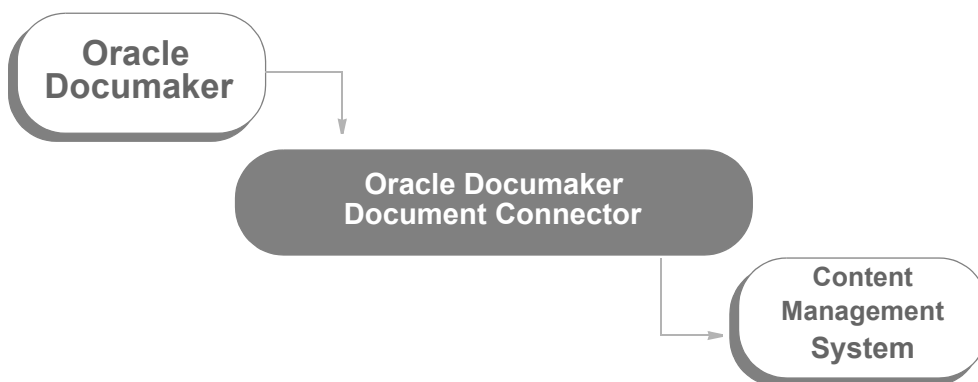 Oracle
Documaker
Oracle Documaker
Document Connector
Content
Management
System